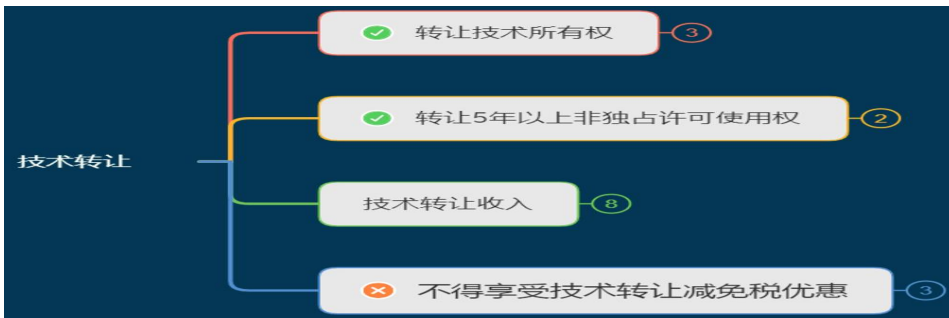 转让技术所有权 3
转让5年以上非独占许可使用权 2
技术转让
技术转让收入 8
不得享受技术转让减免税优惠 3